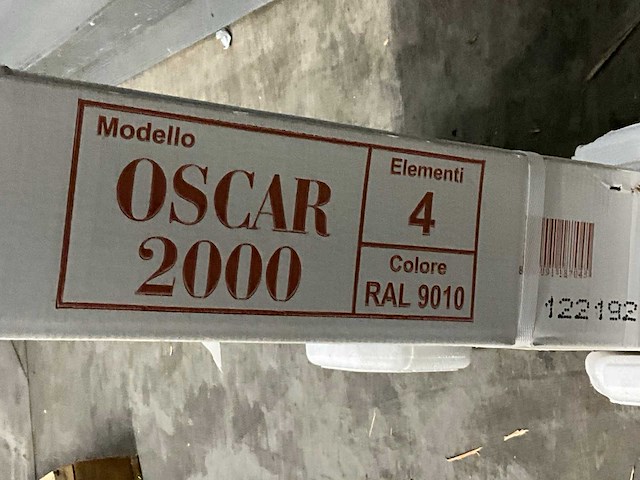 Modello
OSCAR
2000
Elementi
4
Colore
RAL 9010
122192